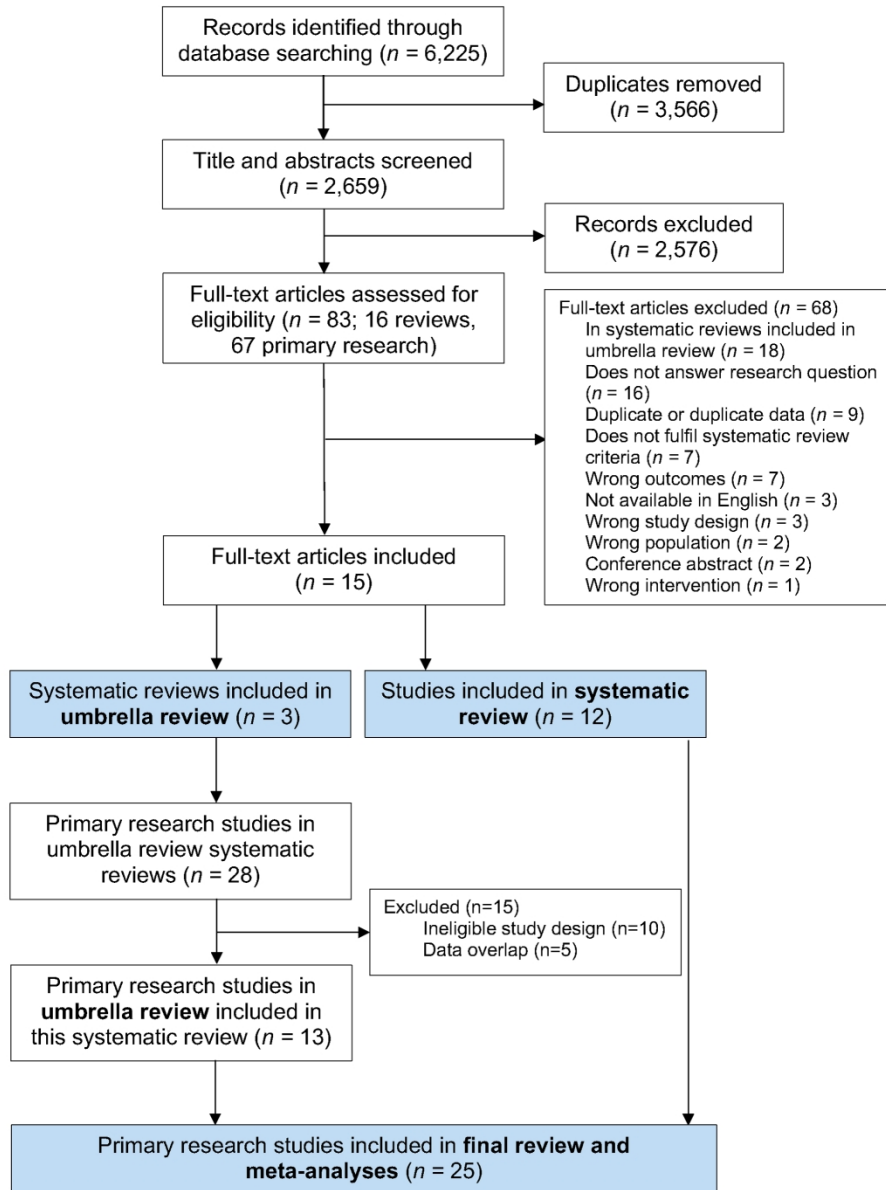 Records identified through
database searching (n = 6,225)
Duplicates removed
(n = 3,566)
Title and abstracts screened
(n = 2,659)
Records excluded
(n = 2,576)
Full-text articles assessed for
eligibility (n = 83; 16 reviews,
67 primary research)
Full-text articles excluded (n = 68)
In systematic reviews included in
umbrella review (n = 18)
Does not answer research question
(n = 16)
Duplicate or duplicate data (n = 9)
Does not fulfil systematic review
criteria (n = 7)
Wrong outcomes (n = 7)
Not available in English (n = 3)
Wrong study design (n = 3)
Wrong population (n = 2)
Conference abstract (n = 2)
Wrong intervention (n = 1)
Full-text articles included
(n = 15)
Systematic reviews included in
umbrella review (n = 3)
Studies included in systematic
review (n = 12)
Primary research studies in
umbrella review systematic
reviews (n = 28)
Excluded (n=15)
Ineligible study design (n=10)
Data overlap (n=5)
Primary research studies in
umbrella review included in
this systematic review (n = 13)
Primary research studies included in final review and
meta-analyses (n = 25)